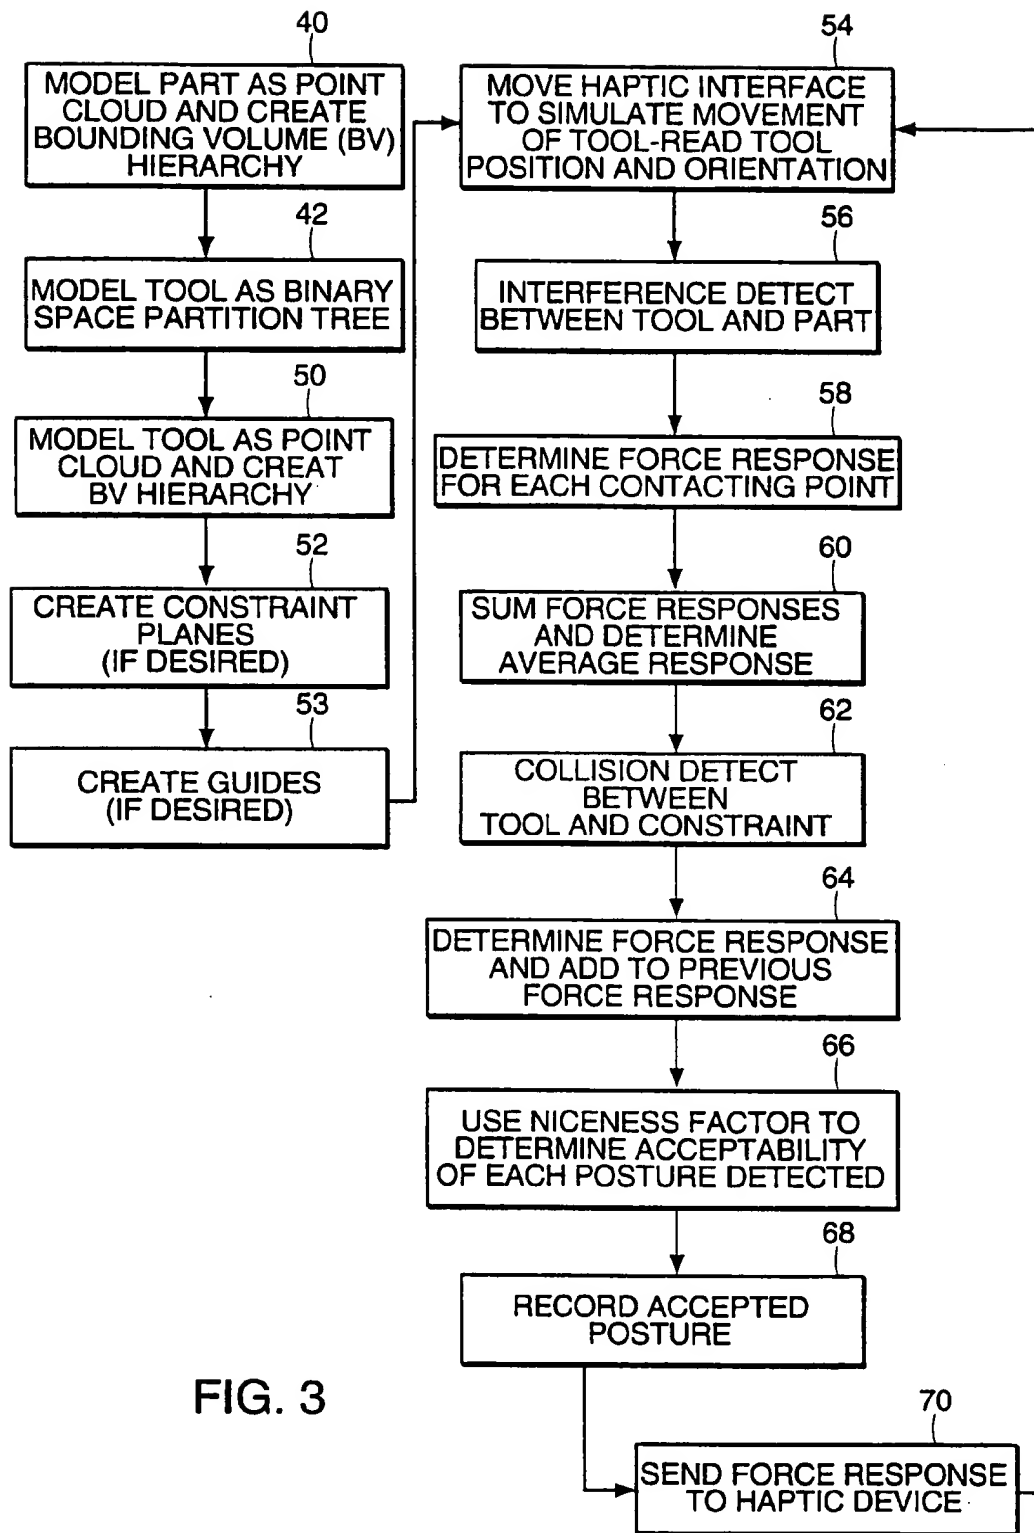 40
MODEL PART AS POINT
CLOUD AND CREATE
BOUNDING VOLUME (BV)
HIERARCHY
42
MODEL TOOL AS BINARY
SPACE PARTITION TREE
50
MODEL TOOL AS POINT
CLOUD AND CREAT
BV HIERARCHY
52
CREATE CONSTRAINT
PLANES
(IF DESIRED)
53
CREATE GUIDES
(IF DESIRED)
54
MOVE HAPTIC INTERFACE
TO SIMULATE MOVEMENT
OF TOOL-READ TOOL
POSITION AND ORIENTATION
56
INTERFERENCE DETECT
BETWEEN TOOL AND PART
58
DETERMINE FORCE RESPONSE
FOR EACH CONTACTING POINT
60
SUM FORCE RESPONSES
AND DETERMINE
AVERAGE RESPONSE
62
COLLISION DETECT
BETWEEN
TOOL AND CONSTRAINT
64
DETERMINE FORCE RESPONSE
AND ADD TO PREVIOUS
FORCE RESPONSE
66
USE NICENESS FACTOR TO
DETERMINE ACCEPTABILITY
OF EACH POSTURE DETECTED
68
RECORD ACCEPTED
POSTURE
70
SEND FORCE RESPONSE
TO HAPTIC DEVICE
FIG. 3